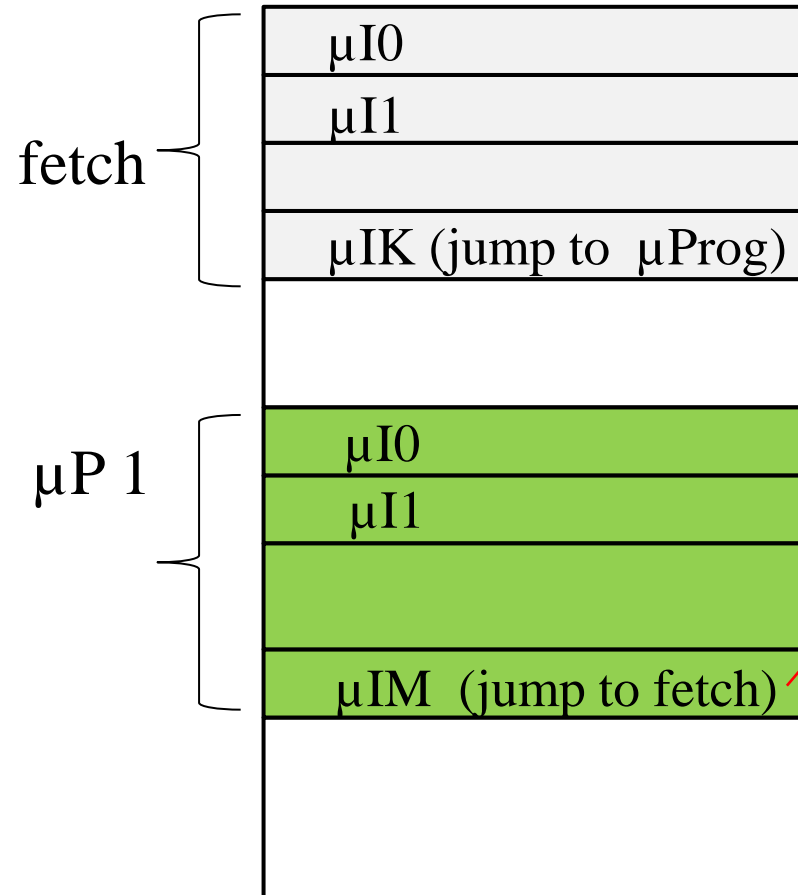 µI0
µI1
fetch
µIK (jump to µProg)
µI0
µP 1
µI1
µIM (jump to fetch)